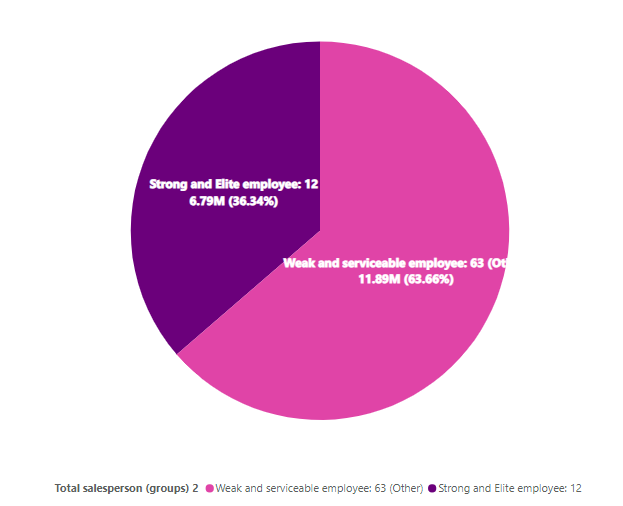 Strong and Elite employee: 12
6.79M (36.34%)
Weak and serviceable employee: 63 (Ot
11.89M (63.66%)
Total salesperson (groups) 2 Weak and serviceable employee: 63 (Other) Strong and Elite employee: 12